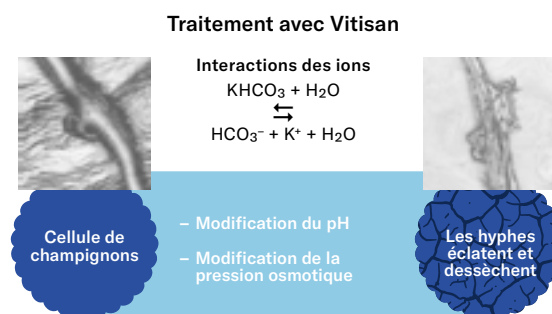 Traitement avec Vitisan
Interactions des ions
KHCO₃ + H₂O
⇆
HCO₃⁻ + K⁺ + H₂O
Cellule de
champignons
– Modification du pH
– Modification de la
pression osmotique
Les hyphes
éclatent et
dessèchent